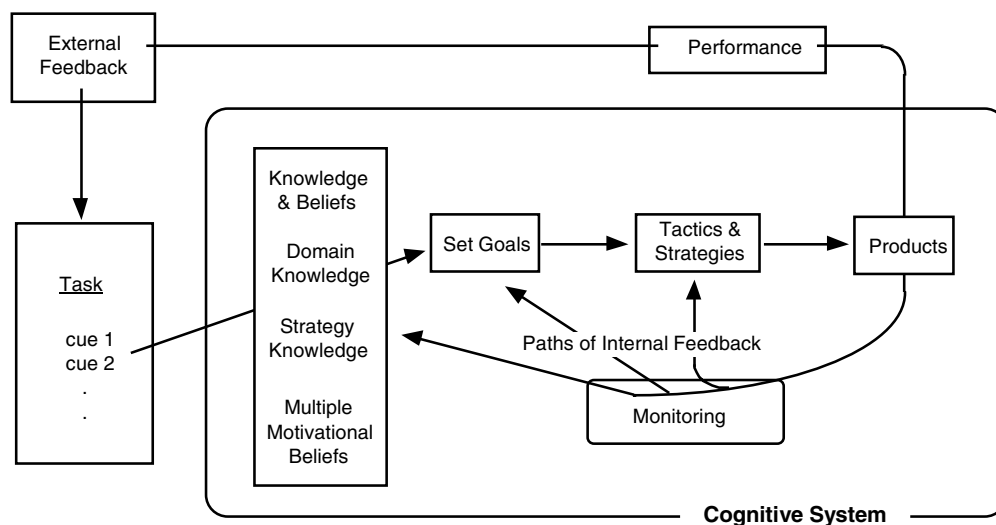 External
Feedback
Performance
Knowledge
& Beliefs
Domain
Knowledge
Strategy
Knowledge
Multiple
Motivational
Beliefs
Set Goals
Tactics &
Strategies
Products
Task
cue 1
cue 2
.
.
Paths of Internal Feedback
Monitoring
Cognitive System